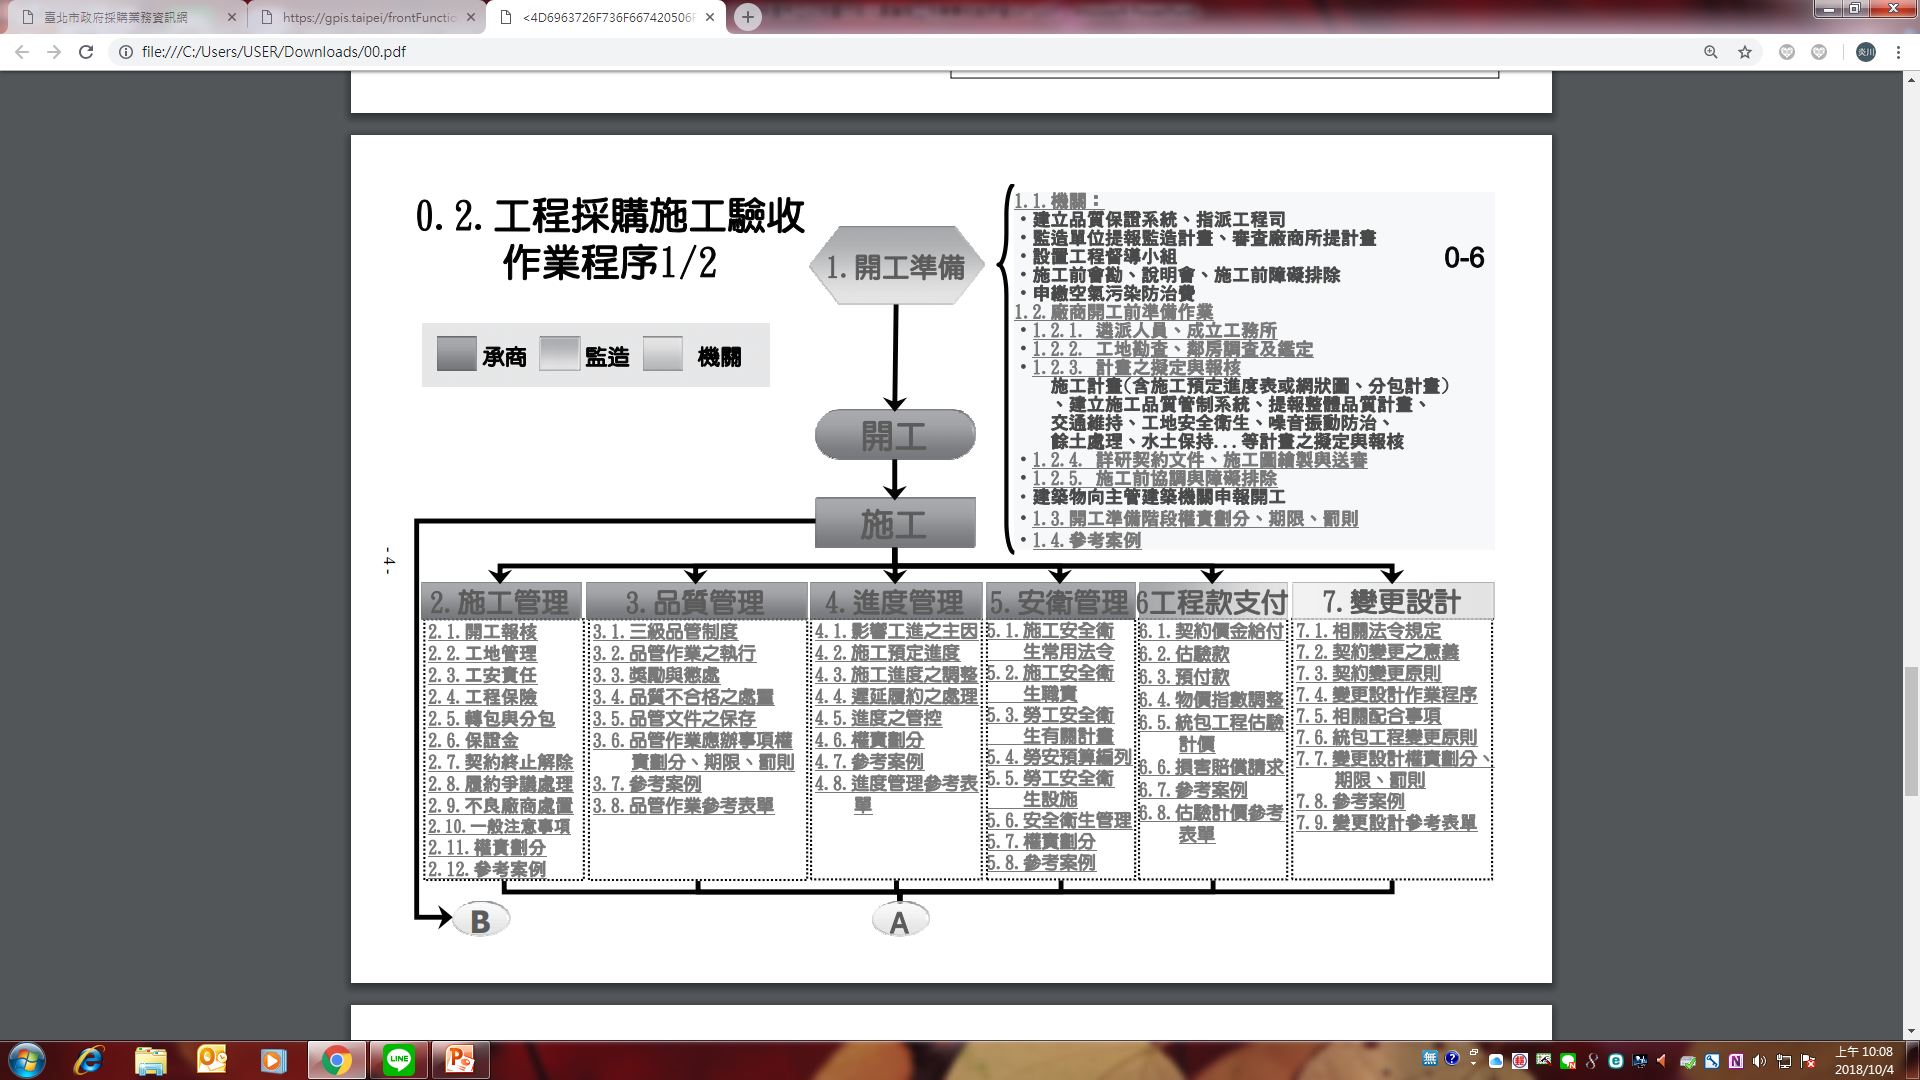 臺北市政府採購業務資訊網
https://gpis.taipei/frontFunctio
<4D6963726F736F667420506F
file:///C:/Users/USER/Downloads/00.pdf
炎川
0.2.工程採購施工驗收
作業程序1/2
承商 監造 機關
1.開工準備
開工
施工
0-6
1.1.機關：
・建立品質保證系統、指派工程司
・監造單位提報監造計畫、審查廠商所提計畫
・設置工程督導小組
・施工前會勘、說明會、施工前障礙排除
・申繳空氣污染防治費
1.2.廠商開工前準備作業
・1.2.1. 遴派人員、成立工務所
・1.2.2. 工地勘查、鄰房調查及鑑定
・1.2.3. 計畫之擬定與報核
施工計畫(含施工預定進度表或網狀圖、分包計畫)
、建立施工品質管制系統、提報整體品質計畫、
交通維持、工地安全衛生、噪音振動防治、
餘土處理、水土保持...等計畫之擬定與報核
・1.2.4. 詳研契約文件、施工圖繪製與送審
・1.2.5. 施工前協調與障礙排除
・建築物向主管建築機關申報開工
・1.3.開工準備階段權責劃分、期限、罰則
・1.4.參考案例
- 4 -
2.施工管理
2.1.開工報核
2.2.工地管理
2.3.工安責任
2.4.工程保險
2.5.轉包與分包
2.6.保證金
2.7.契約終止解除
2.8.履約爭議處理
2.9.不良廠商處置
2.10.一般注意事項
2.11.權責劃分
2.12.參考案例
3.品質管理
3.1.三級品管制度
3.2.品管作業之執行
3.3.獎勵與懲處
3.4.品質不合格之處置
3.5.品管文件之保存
3.6.品管作業應辦事項權
責劃分、期限、罰則
3.7.參考案例
3.8.品管作業參考表單
4.進度管理
4.1.影響工進之主因
4.2.施工預定進度
4.3.施工進度之調整
4.4.遲延履約之處理
4.5.進度之管控
4.6.權責劃分
4.7.參考案例
4.8.進度管理參考表
單
5.安衛管理
5.1.施工安全衛
生常用法令
5.2.施工安全衛
生職責
5.3.勞工安全衛
生有關計畫
5.4.勞安預算編列
5.5.勞工安全衛
生設施
5.6.安全衛生管理
5.7.權責劃分
5.8.參考案例
6工程款支付
6.1.契約價金給付
6.2.估驗款
6.3.預付款
6.4.物價指數調整
6.5.統包工程估驗
計價
6.6.損害賠償請求
6.7.參考案例
6.8.估驗計價參考
表單
7.變更設計
7.1.相關法令規定
7.2.契約變更之意義
7.3.契約變更原則
7.4.變更設計作業程序
7.5.相關配合事項
7.6.統包工程變更原則
7.7.變更設計權責劃分、
期限、罰則
7.8.參考案例
7.9.變更設計參考表單
B
A
LINE
無
上午 10:08
2018/10/4